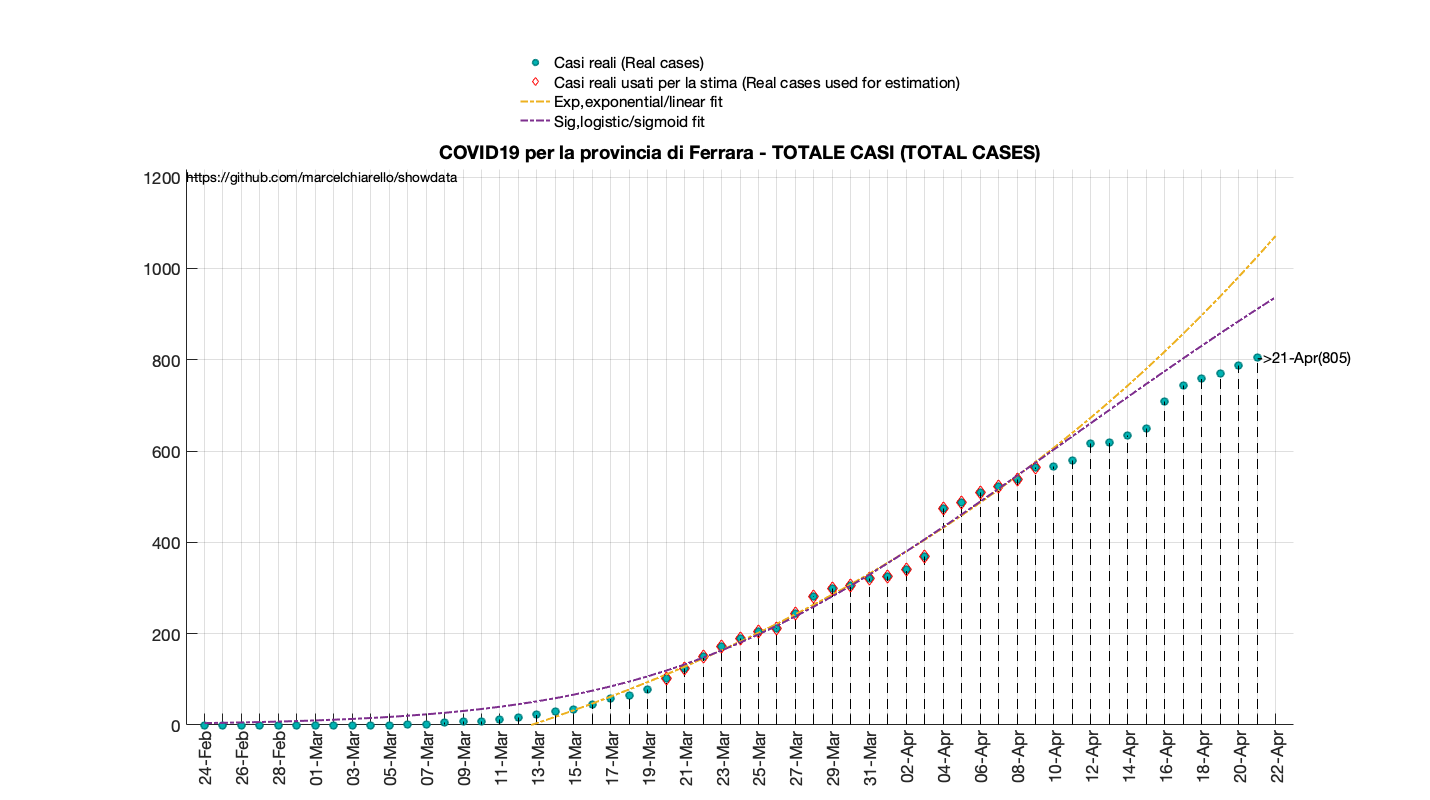 Casi reali (Real cases)
Casi reali usati per la stima (Real cases used for estimation)
Exp,exponential/linear fit
Sig,logistic/sigmoid fit
COVID19 per la provincia di Ferrara - TOTALE CASI (TOTAL CASES)
https://github.com/marcelchiarello/showdata
1200
1000
800
600
400
200
0
->21-Apr(805)
24-Feb
26-Feb
28-Feb
01-Mar
03-Mar
05-Mar
07-Mar
09-Mar
11-Mar
13-Mar
15-Mar
17-Mar
19-Mar
21-Mar
23-Mar
25-Mar
27-Mar
29-Mar
31-Mar
02-Apr
04-Apr
06-Apr
08-Apr
10-Apr
12-Apr
14-Apr
16-Apr
18-Apr
20-Apr
22-Apr